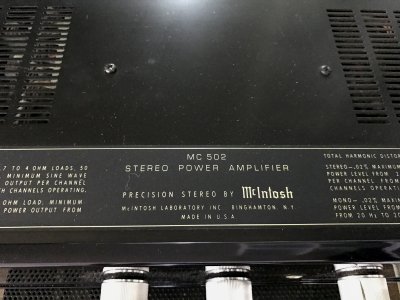 .7 TO 4 OHM LOADS. 50
MINIMUM SINE WAVE
OUTPUT PER CHANNEL
CHANNELS OPERATING.
OHM LOAD. MINIMUM
POWER OUTPUT FROM
MC 502
STEREO POWER AMPLIFIER
PRECISION STEREO BY McIntosh
McINTOSH LABORATORY INC. BINGHAMTON, N.Y.
MADE IN U.S.A.
TOTAL HARMONIC DISTOR
STEREO-.02% MAXIMUM
POWER LEVEL FROM
PER CHANNEL FROM
CHANNELS OPERATI
MONO- .02% MAXIMU
POWER LEVEL FROM
FROM 20 Hz TO 20